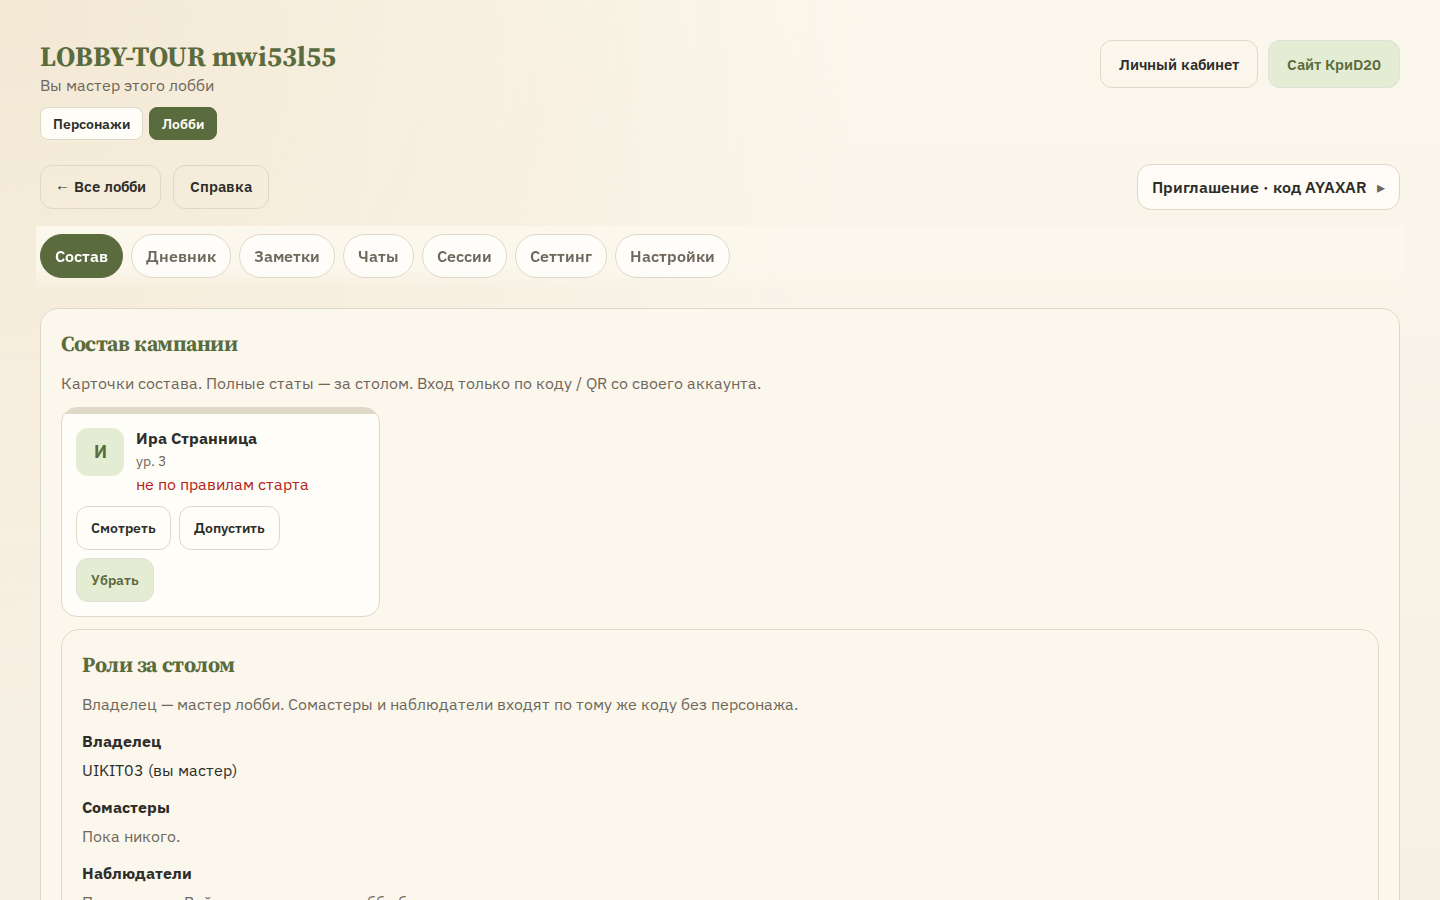 LOBBY-TOUR mwi53l55
Вы мастер этого лобби
Персонажи
Лобби
Личный кабинет
Сайт КриD20
← Все лобби
Справка
Приглашение · код AYAXAR ▸
Состав
Дневник
Заметки
Чаты
Сессии
Сеттинг
Настройки
Состав кампании
Карточки состава. Полные статы — за столом. Вход только по коду / QR со своего аккаунта.
И
Ира Странница
ур. 3
не по правилам старта
Смотреть
Допустить
Убрать
Роли за столом
Владелец — мастер лобби. Сомастеры и наблюдатели входят по тому же коду без персонажа.
Владелец
UIKIT03 (вы мастер)
Сомастеры
Пока никого.
Наблюдатели